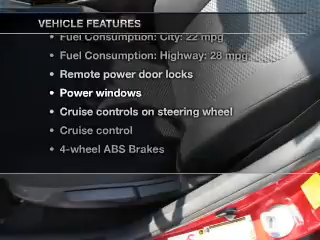 VEHICLE FEATURES
• Fuel Consumption: City: 22 mpg
• Fuel Consumption: Highway: 28 mpg
• Remote power door locks
• Power windows
• Cruise controls on steering wheel
• Cruise control
• 4-wheel ABS Brakes